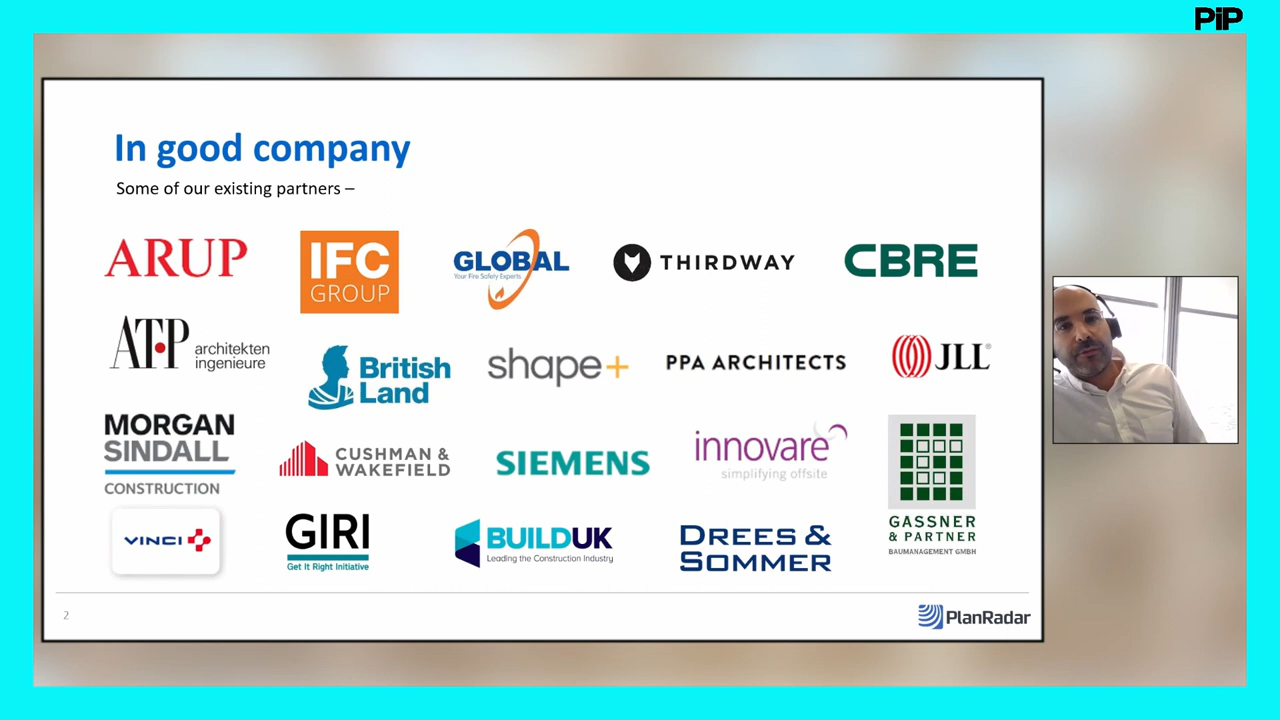 PiP
In good company
Some of our existing partners –
ARUP
IFC
GROUP
GLOBAL
Your Fire Safety Experts
THIRDWAY
CBRE
ATP
architekten
ingenieure
British
Land
shape+
PPA ARCHITECTS
JLL®
MORGAN
SINDALL
CONSTRUCTION
CUSHMAN &
WAKEFIELD
SIEMENS
innovare
simplifying offsite
GASSNER
& PARTNER
BAUMANAGEMENT GMBH
VINCI
GIRI
Get It Right Initiative
BUILDUK
Leading the Construction Industry
DREES &
SOMMER
2
PlanRadar